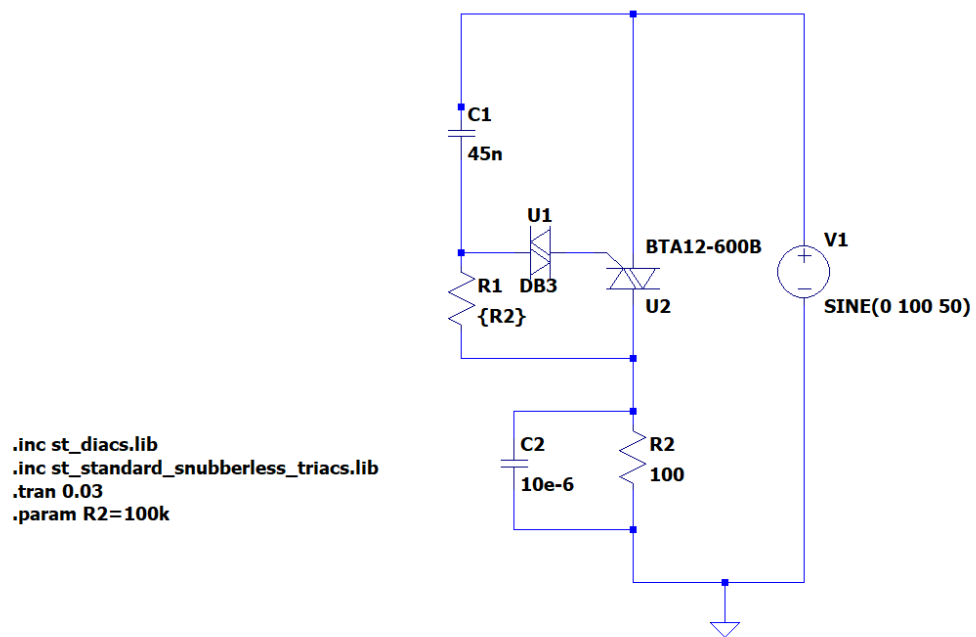 C1
45n
U1
DB3
R1
{R2}
BTA12-600B
U2
V1
SINE(0 100 50)
C2
10e-6
R2
100
.inc st_diacs.lib
.inc st_standard_snubberless_triacs.lib
.tran 0.03
.param R2=100k